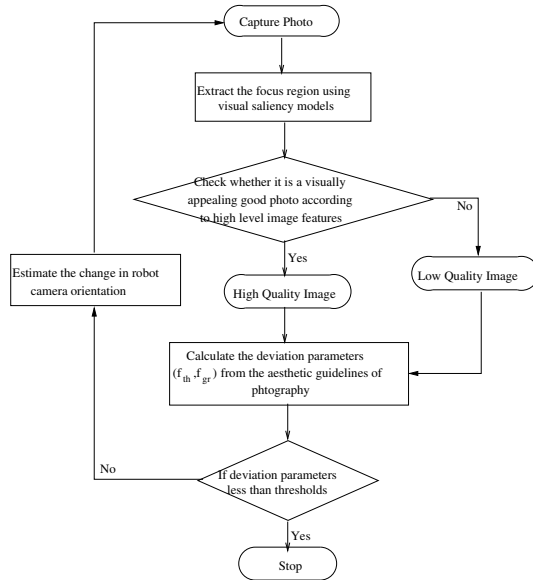 Capture Photo
Extract the focus region using
visual saliency models
Check whether it is a visually
appealing good photo according
to high level image features
No
Yes
Estimate the change in robot
camera orientation
High Quality Image
Low Quality Image
Calculate the deviation parameters
(f_th ,f_gr ) from the aesthetic guidelines of
phtography
If deviation parameters
less than thresholds
No
Yes
Stop